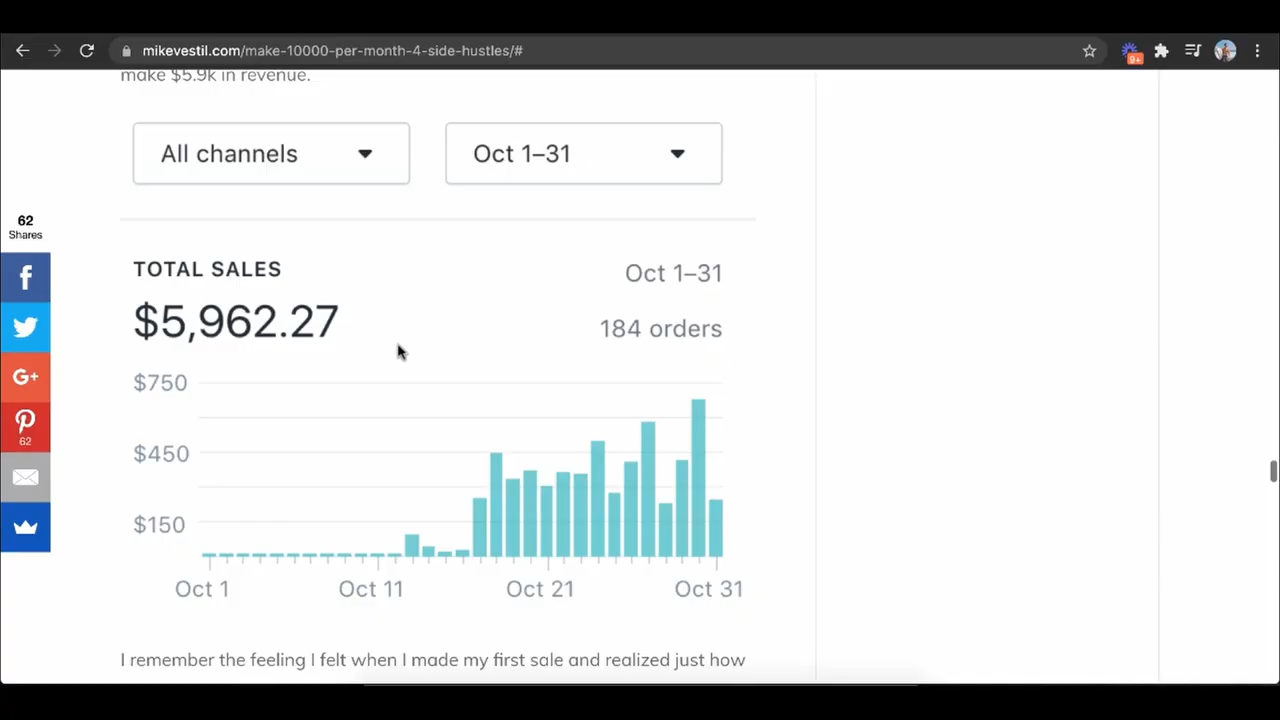 mikevestil.com/make-10000-per-month-4-side-hustles/#
9+
make $5.9k in revenue.
All channels
Oct 1–31
62
Shares
TOTAL SALES
Oct 1–31
$5,962.27
184 orders
f
G+
62
$750
$450
$150
Oct 1
Oct 11
Oct 21
Oct 31
I remember the feeling I felt when I made my first sale and realized just how